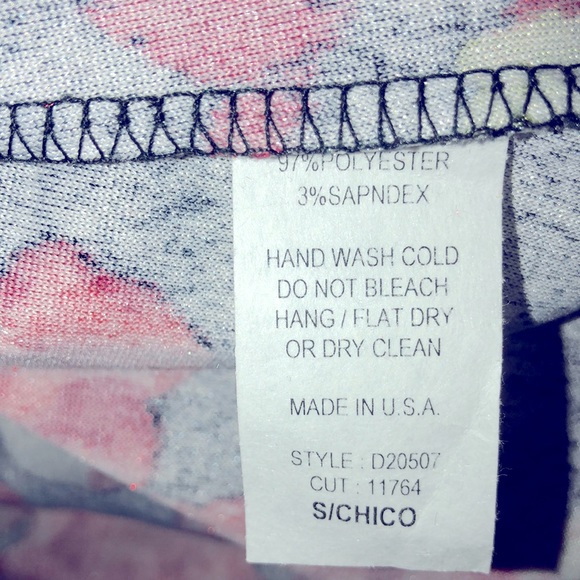 97%POLYESTER
3%SAPNDEX
HAND WASH COLD
DO NOT BLEACH
HANG / FLAT DRY
OR DRY CLEAN
MADE IN U.S.A.
STYLE : D20507
CUT : 11764
S/CHICO